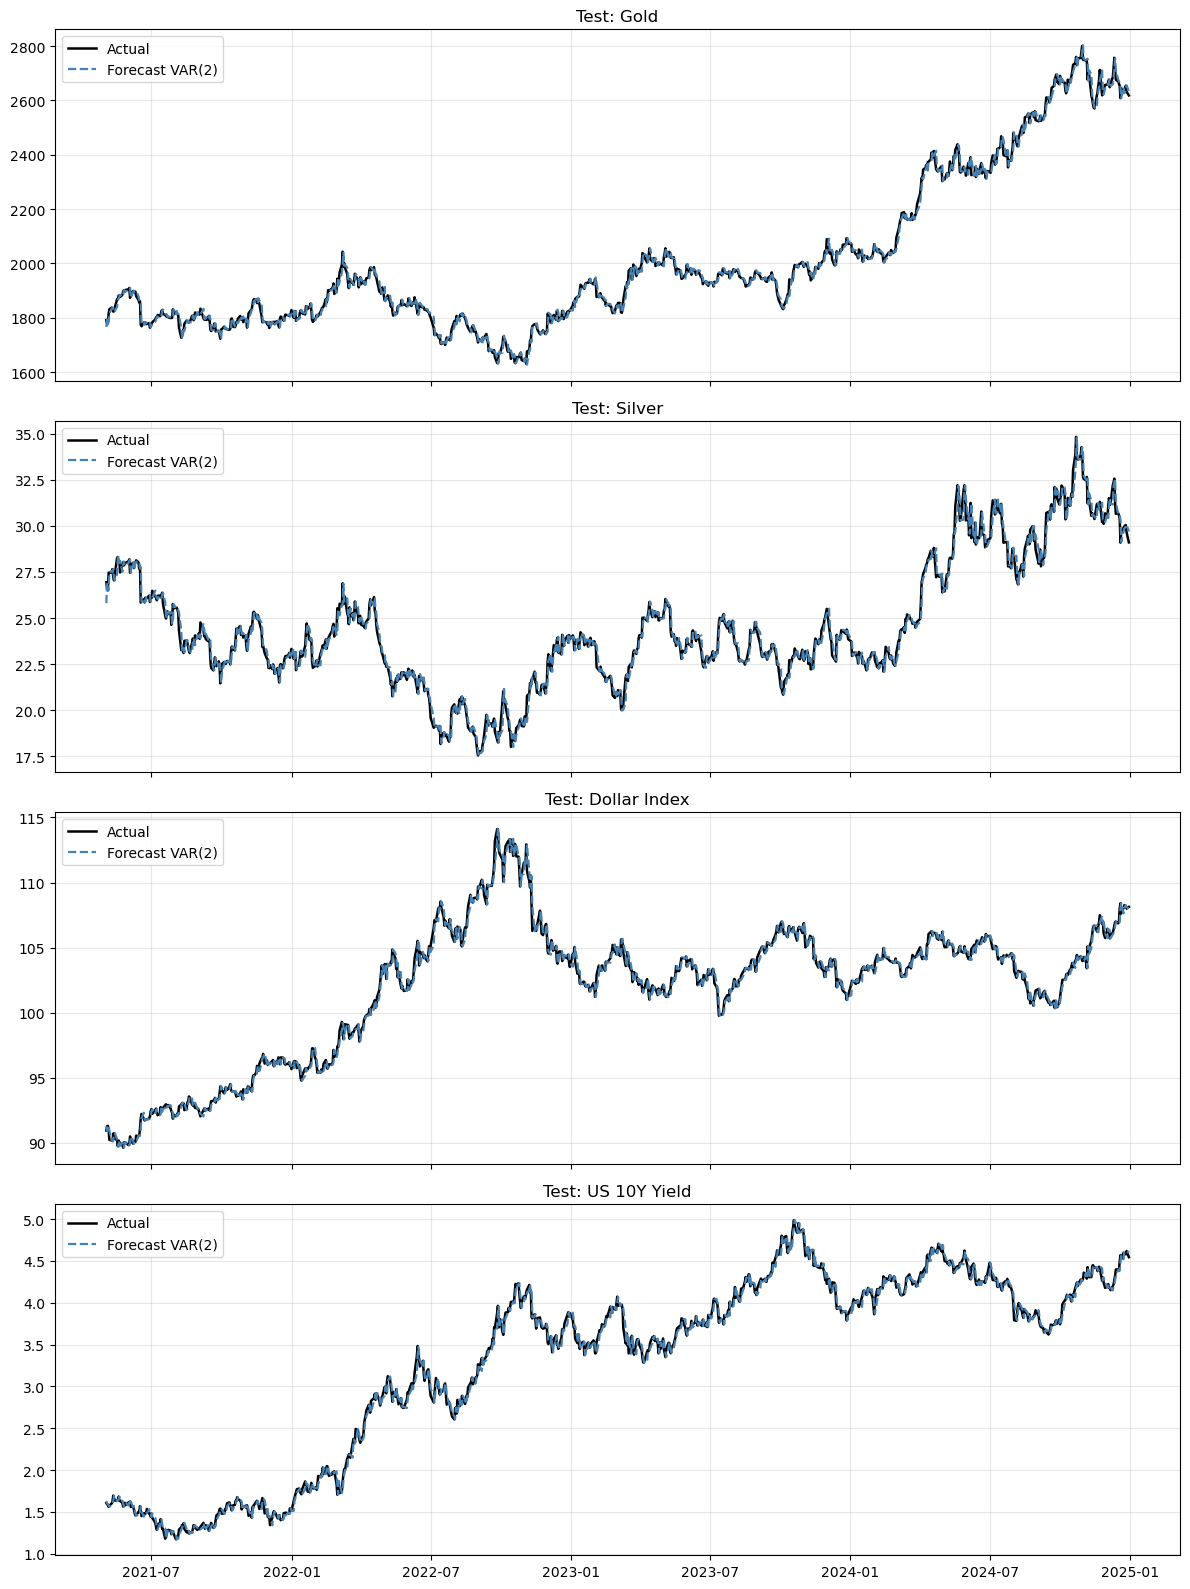 Test: Gold
Actual
Forecast VAR(2)
2800
2600
2400
2200
2000
1800
1600
Test: Silver
Actual
Forecast VAR(2)
35.0
32.5
30.0
27.5
25.0
22.5
20.0
17.5
Test: Dollar Index
Actual
Forecast VAR(2)
115
110
105
100
95
90
Test: US 10Y Yield
Actual
Forecast VAR(2)
5.0
4.5
4.0
3.5
3.0
2.5
2.0
1.5
1.0
2021-07 2022-01 2022-07 2023-01 2023-07 2024-01 2024-07 2025-01